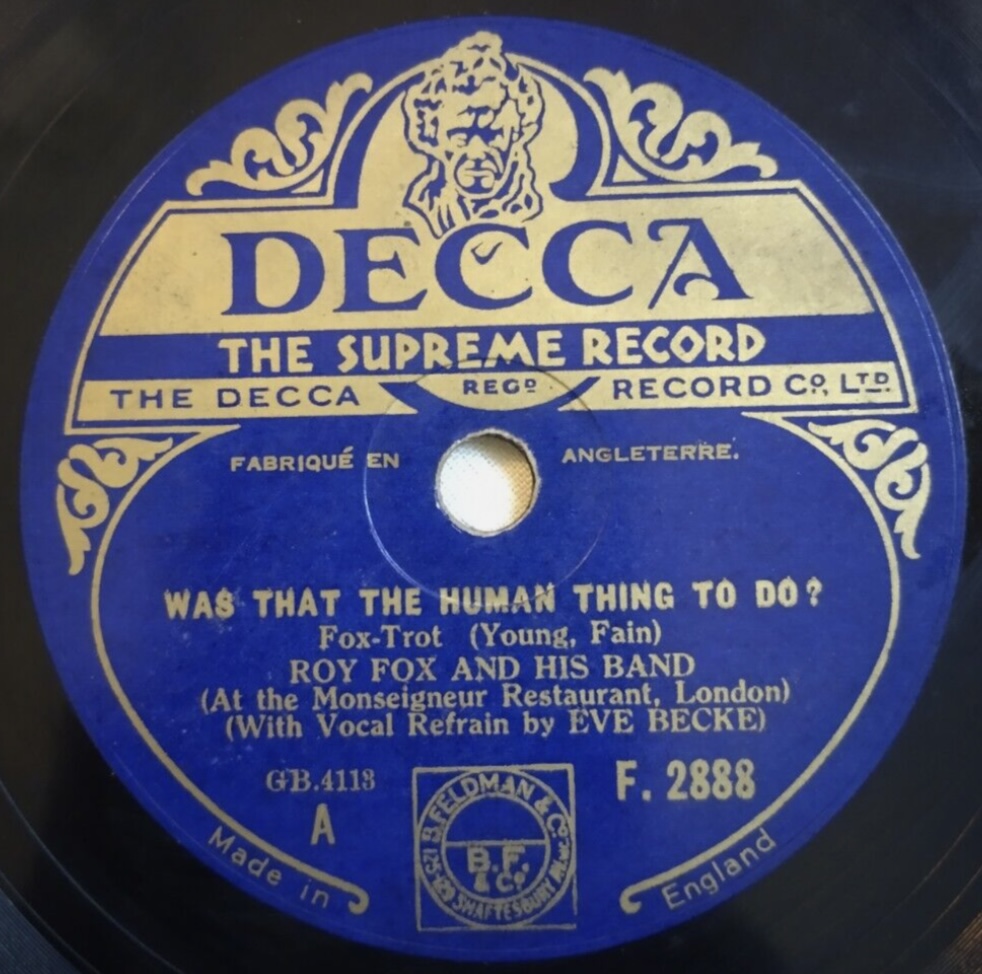 DECCA
THE SUPREME RECORD
THE DECCA REGD RECORD CO, LTD.
FABRIQUÉ EN ANGLETERRE.
WAS THAT THE HUMAN THING TO DO?
Fox-Trot (Young, Fain)
ROY FOX AND HIS BAND
(At the Monseigneur Restaurant, London)
(With Vocal Refrain by EVE BECKE)
GB.4113
A
F. 2888
B. FELDMAN & CO.
B.F.
& Co.
SHAFTESBURY
Made in England